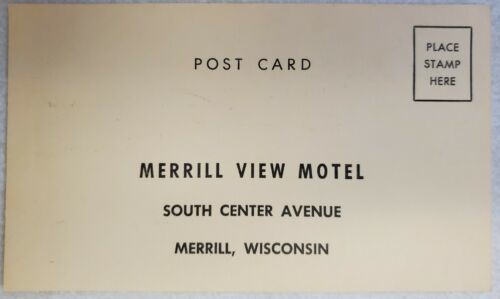 POST CARD
PLACE
STAMP
HERE
MERRILL VIEW MOTEL
SOUTH CENTER AVENUE
MERRILL, WISCONSIN